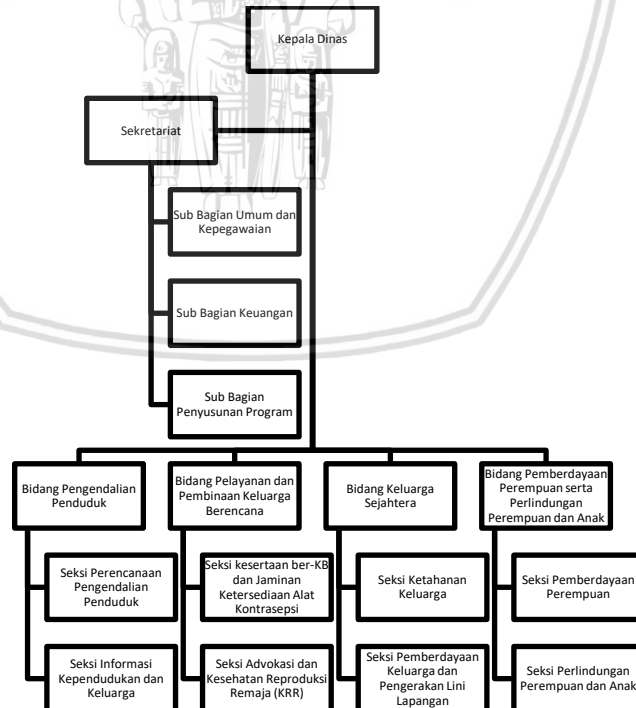 Kepala Dinas
Sekretariat
Sub Bagian Umum dan
Kepegawaian
Sub Bagian Keuangan
Sub Bagian
Penyusunan Program
Bidang Pengendalian
Penduduk
Bidang Pelayanan dan
Pembinaan Keluarga
Berencana
Bidang Keluarga
Sejahtera
Bidang Pemberdayaan
Perempuan serta
Perlindungan
Perempuan dan Anak
Seksi Perencanaan
Pengendalian
Penduduk
Seksi kesertaan ber-KB
dan Jaminan
Ketersediaan Alat
Kontrasepsi
Seksi Ketahanan
Keluarga
Seksi Pemberdayaan
Perempuan
Seksi Informasi
Kependudukan dan
Keluarga
Seksi Advokasi dan
Kesehatan Reproduksi
Remaja (KRR)
Seksi Pemberdayaan
Keluarga dan
Pengerakan Lini
Lapangan
Seksi Perlindungan
Perempuan dan Anak